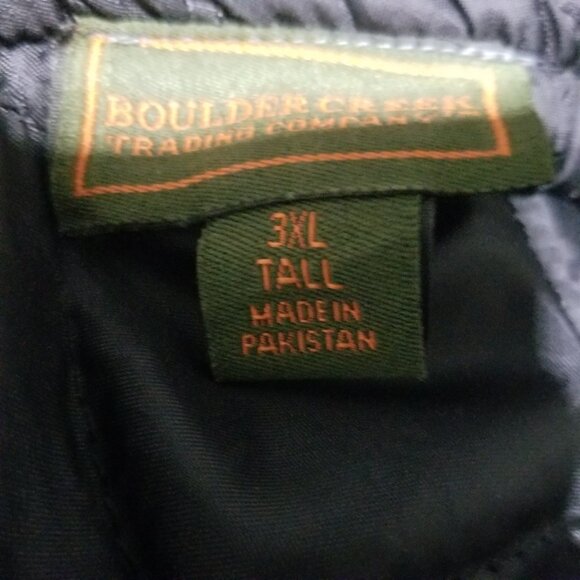 BOULDER CREEK
TRADING COMPANY
3XL
TALL
MADE IN
PAKISTAN